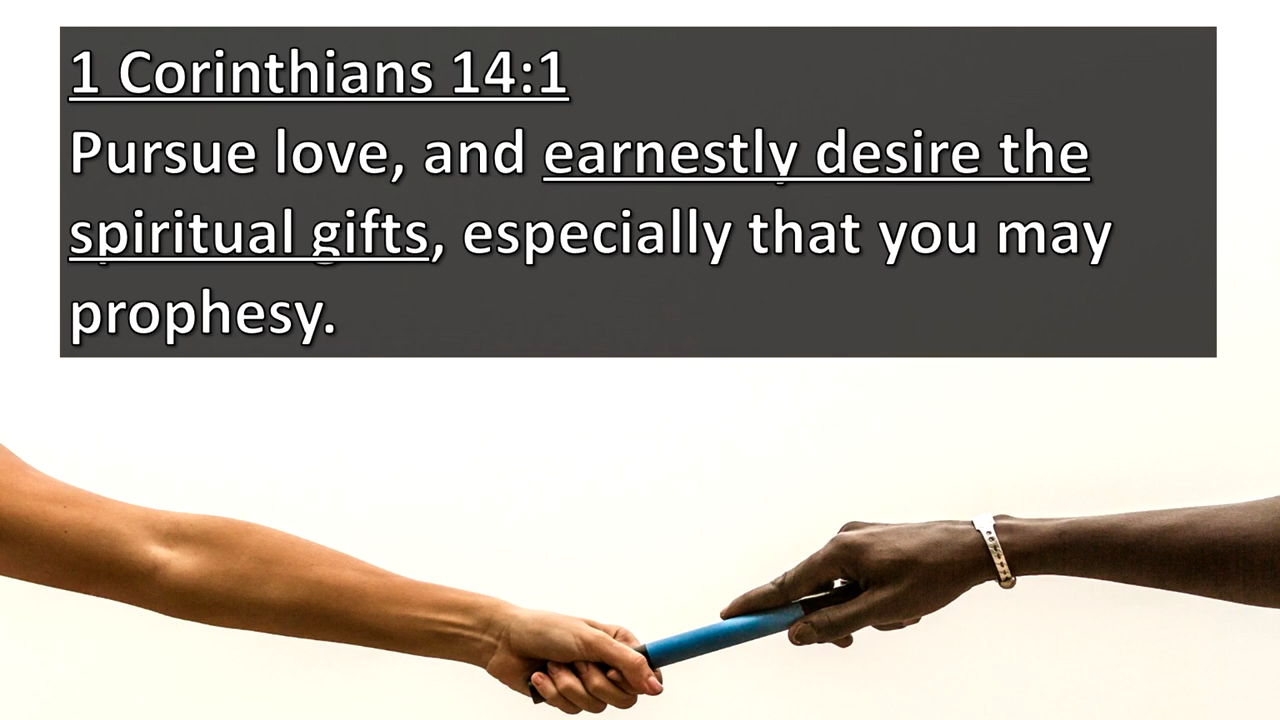 1 Corinthians 14:1
Pursue love, and earnestly desire the
spiritual gifts, especially that you may
prophesy.